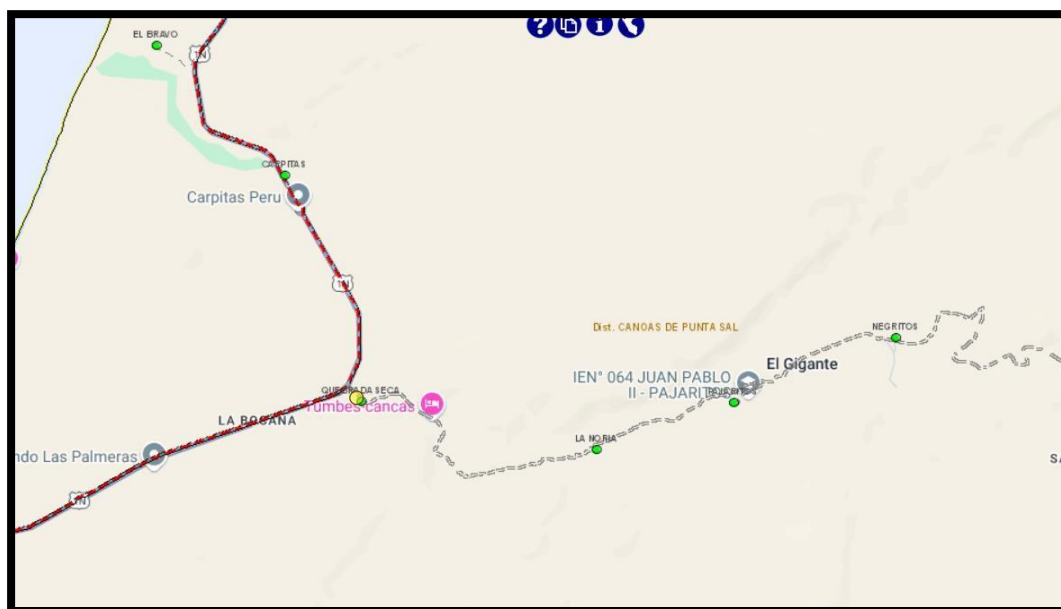 EL BRAVO
1N
CARPITAS
Carpitas Peru
1N
Dist. CANOAS DE PUNTA SAL
NEGRITOS
El Gigante
IEN° 064 JUAN PABLO
II - PAJARITOS
QUEBRADA SECA
Tumbes cancas
LA BOCANA
LA NORIA
ndo Las Palmeras
1N
SA